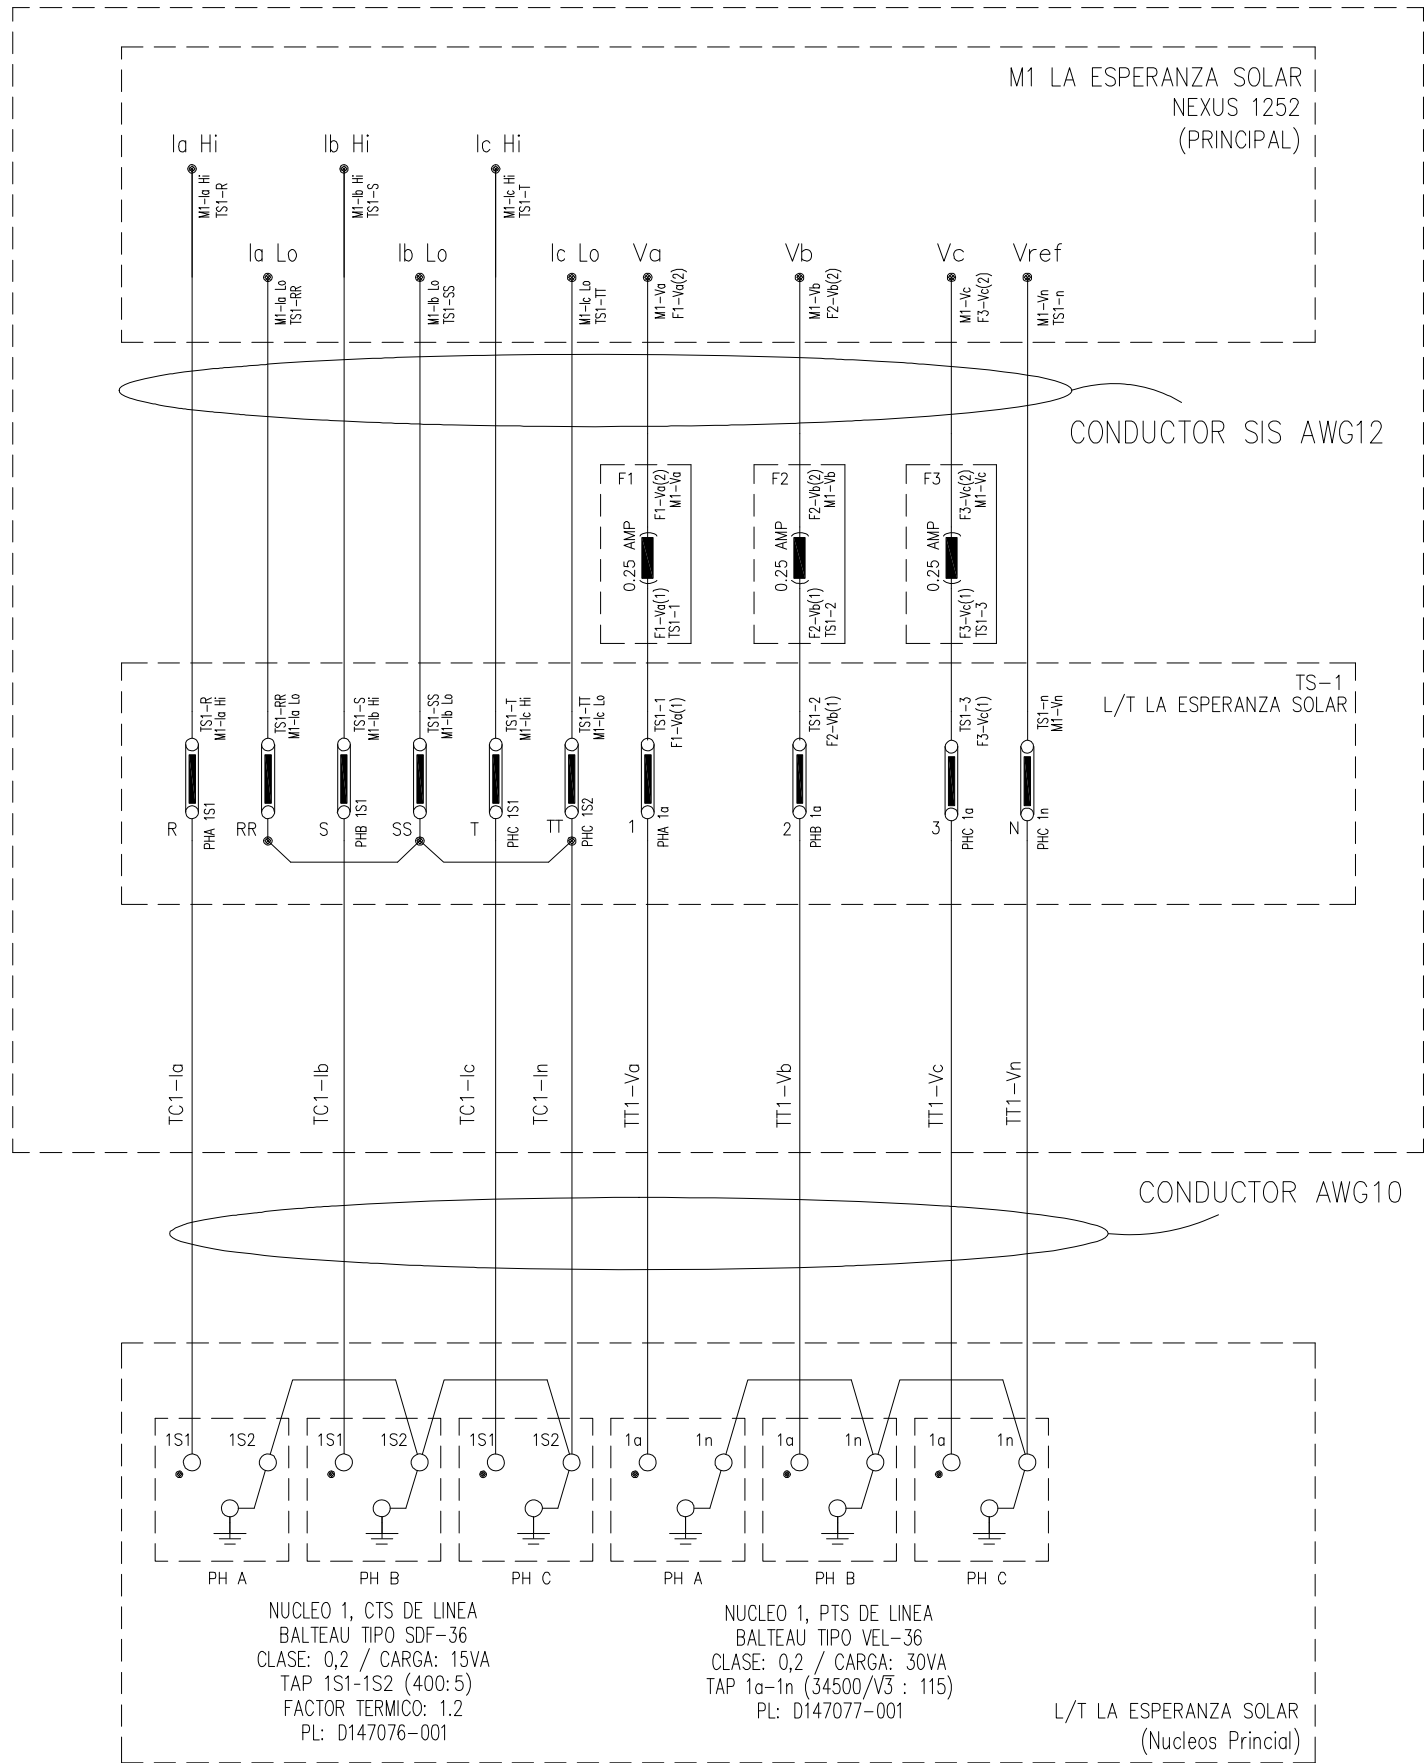 M1 LA ESPERANZA SOLAR
NEXUS 1252
(PRINCIPAL)
Ia Hi
Ib Hi
Ic Hi
M1-Ia Hi
TS1-R
M1-Ib Hi
TS1-S
M1-Ic Hi
TS1-T
Ia Lo
Ib Lo
Ic Lo
Va
Vb
Vc
Vref
M1-Ia Lo
TS1-RR
M1-Ib Lo
TS1-SS
M1-Ic Lo
TS1-TT
M1-Va
F1-Va(2)
M1-Vb
F2-Vb(2)
M1-Vc
F3-Vc(2)
M1-Vn
TS1-n
CONDUCTOR SIS AWG12
F1
F1-Va(2)
M1-Va
0.25 AMP
F1-Va(1)
TS1-1
F2
F2-Vb(2)
M1-Vb
0.25 AMP
F2-Vb(1)
TS1-2
F3
F3-Vc(2)
M1-Vc
0.25 AMP
F3-Vc(1)
TS1-3
TS-1
L/T LA ESPERANZA SOLAR
TS1-R
M1-Ia Hi
TS1-RR
M1-Ia Lo
TS1-S
M1-Ib Hi
TS1-SS
M1-Ib Lo
TS1-T
M1-Ic Hi
TS1-TT
M1-Ic Lo
TS1-1
F1-Va(1)
TS1-2
F2-Vb(1)
TS1-3
F3-Vc(1)
TS1-n
M1-Vn
R
PHA 1S1
RR
S
PHB 1S1
SS
T
PHC 1S1
TT
PHC 1S2
1
PHA 1a
2
PHB 1a
3
PHC 1a
N
PHC 1n
TC1-Ia
TC1-Ib
TC1-Ic
TC1-In
TT1-Va
TT1-Vb
TT1-Vc
TT1-Vn
CONDUCTOR AWG10
1S1
1S2
1S1
1S2
1S1
1S2
1a
1n
1a
1n
1a
1n
PH A
PH B
PH C
PH A
PH B
PH C
NUCLEO 1, CTS DE LINEA
BALTEAU TIPO SDF-36
CLASE: 0,2 / CARGA: 15VA
TAP 1S1-1S2 (400:5)
FACTOR TERMICO: 1.2
PL: D147076-001
NUCLEO 1, PTS DE LINEA
BALTEAU TIPO VEL-36
CLASE: 0,2 / CARGA: 30VA
TAP 1a-1n (34500/√3 : 115)
PL: D147077-001
L/T LA ESPERANZA SOLAR
(Nucleos Princial)